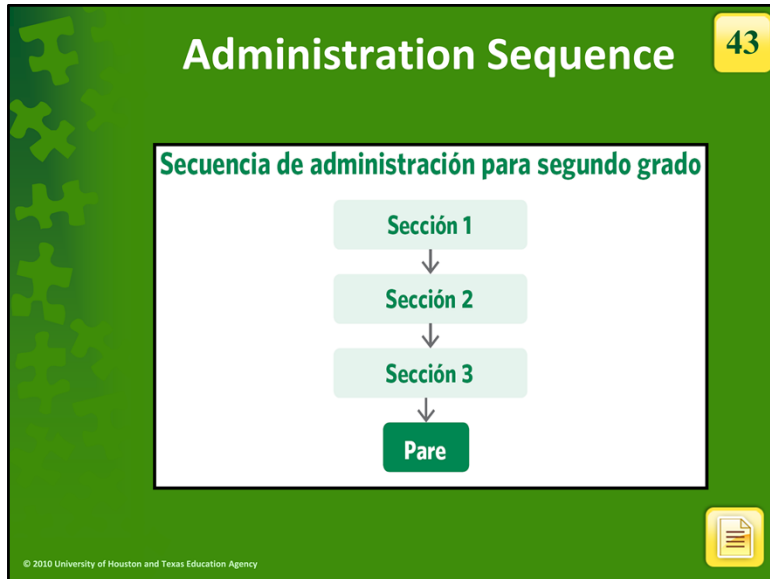 Administration Sequence
43
Secuencia de administración para segundo grado
Sección 1
Sección 2
Sección 3
Pare
© 2010 University of Houston and Texas Education Agency